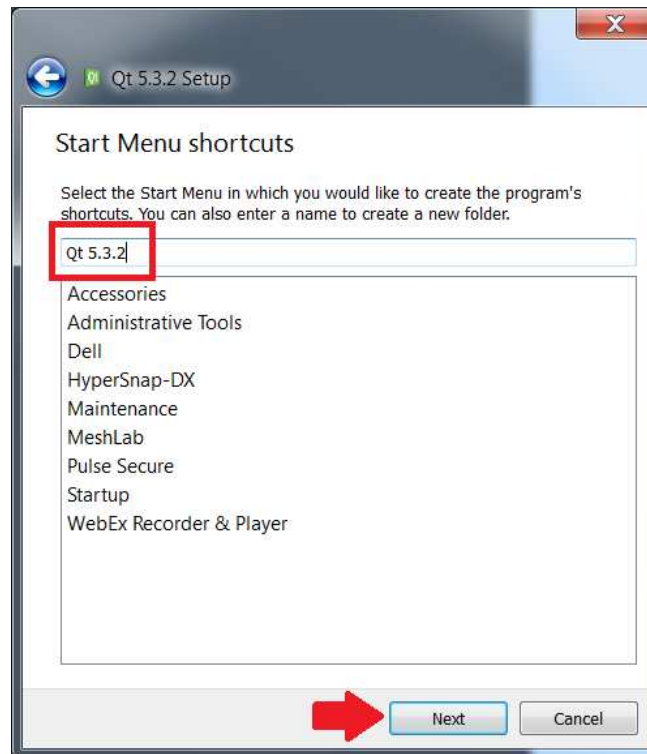 Qt 5.3.2 Setup
Start Menu shortcuts
Select the Start Menu in which you would like to create the program's
shortcuts. You can also enter a name to create a new folder.
Qt 5.3.2
Accessories
Administrative Tools
Dell
HyperSnap-DX
Maintenance
MeshLab
Pulse Secure
Startup
WebEx Recorder & Player
Next
Cancel